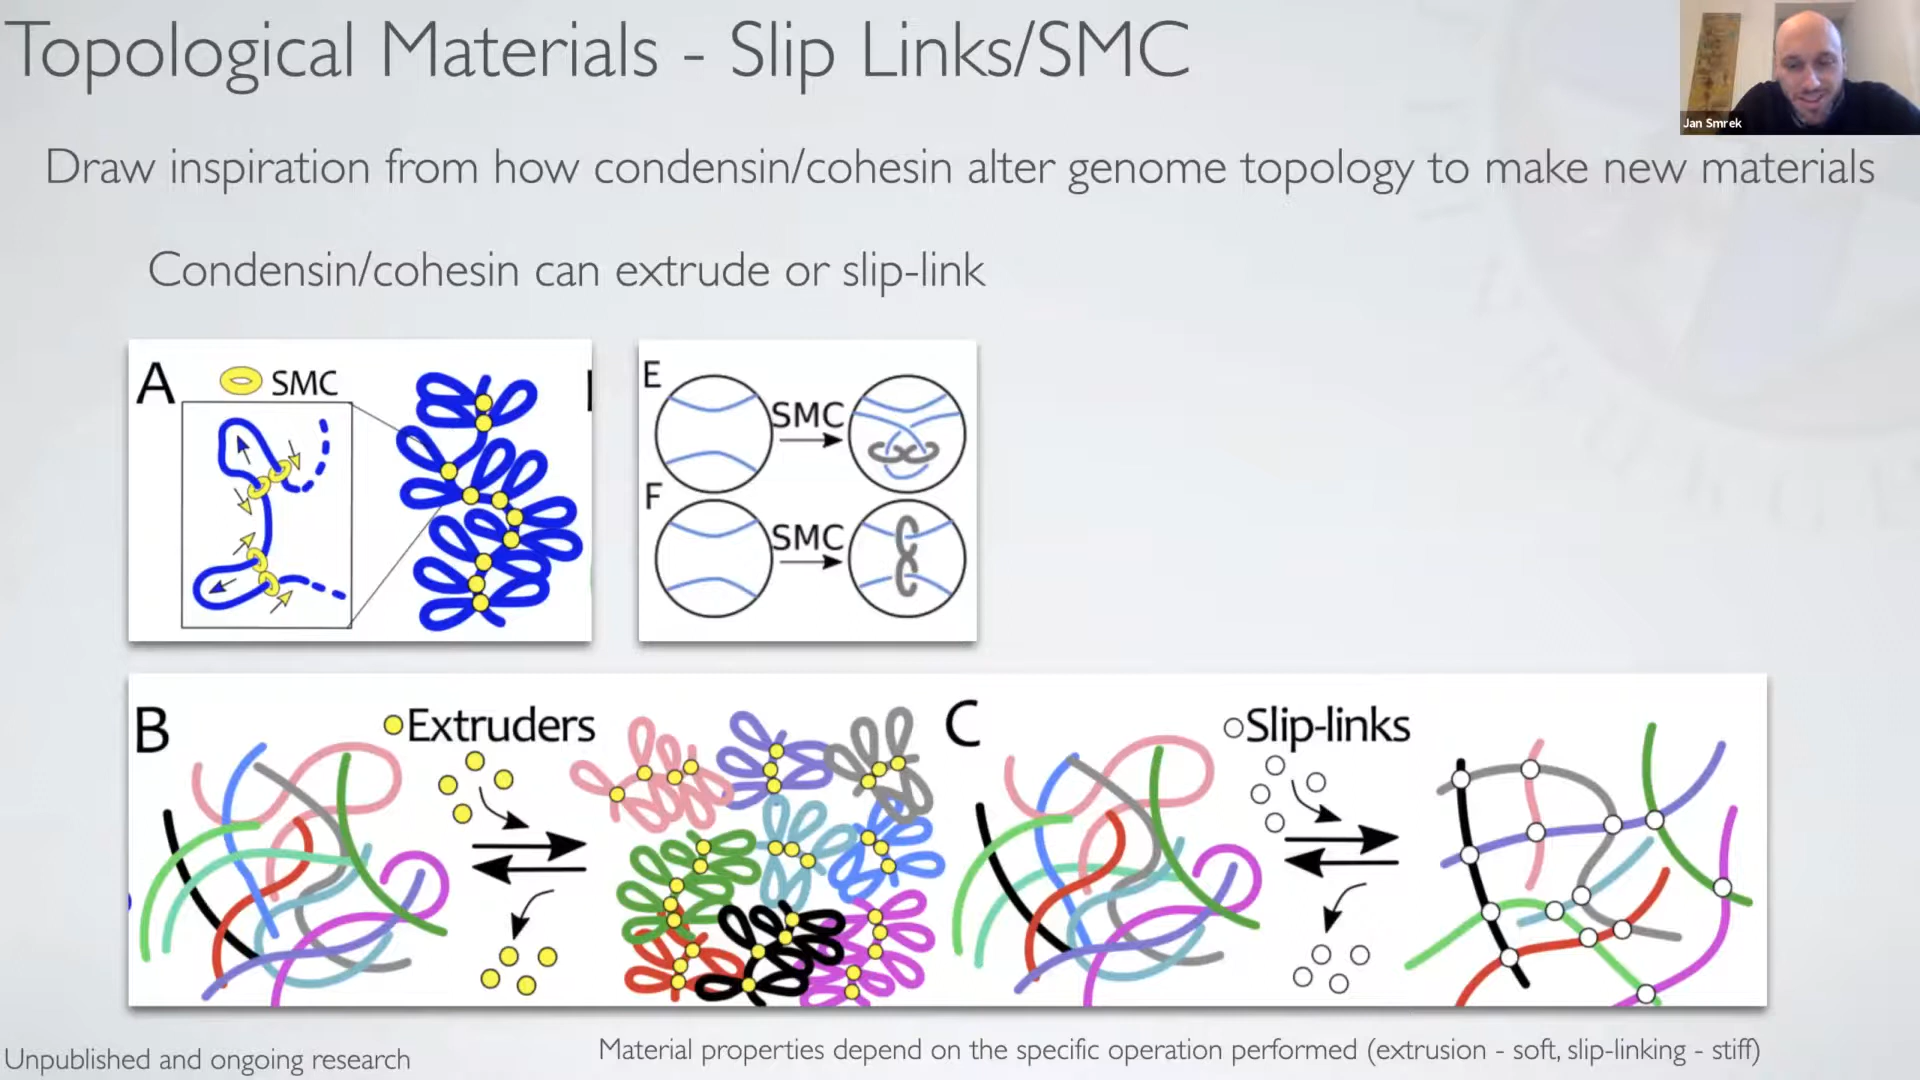 Topological Materials - Slip Links/SMC
Jan Smrek
Draw inspiration from how condensin/cohesin alter genome topology to make new materials
Condensin/cohesin can extrude or slip-link
A
SMC
E
SMC
F
SMC
B
Extruders
C
Slip-links
Unpublished and ongoing research
Material properties depend on the specific operation performed (extrusion - soft, slip-linking - stiff)